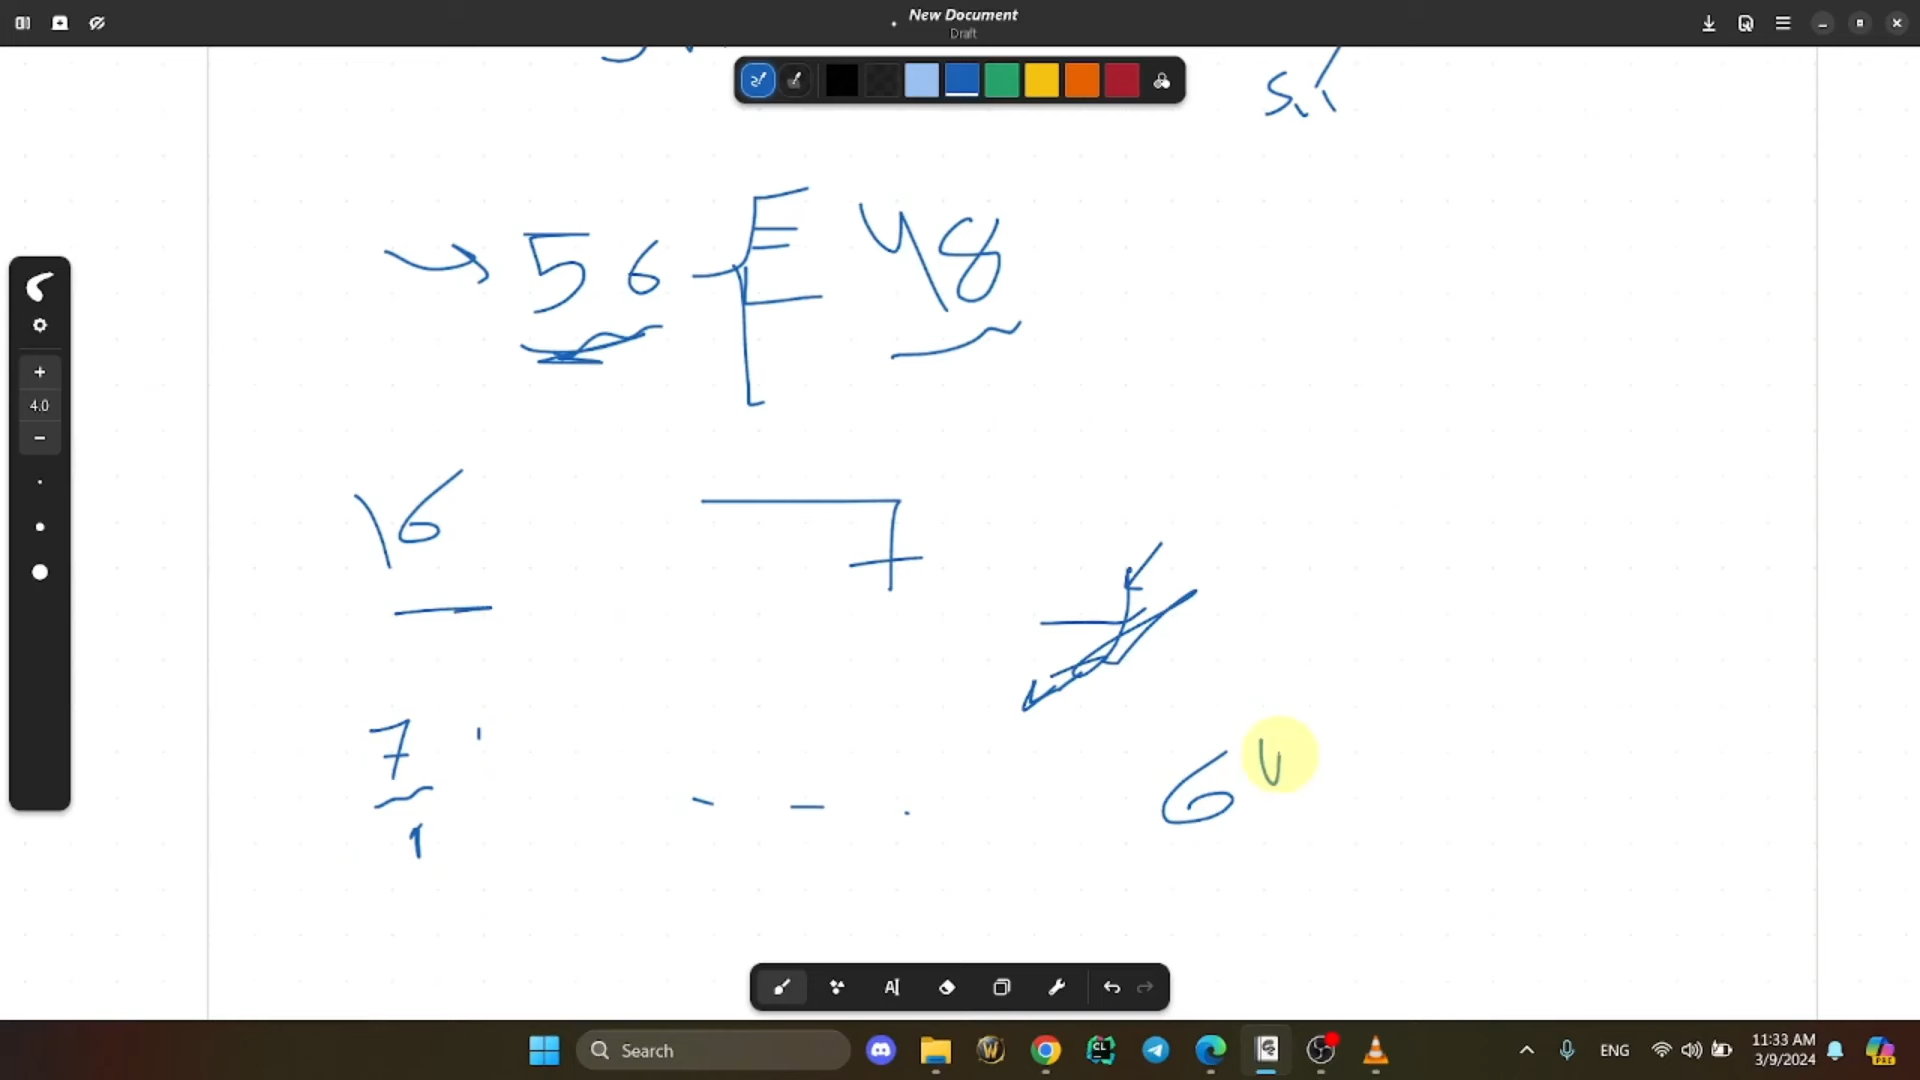 New Document
Draft
56 48
16 7
4.0
7
1
6
Search
ENG
11:33 AM
3/9/2024